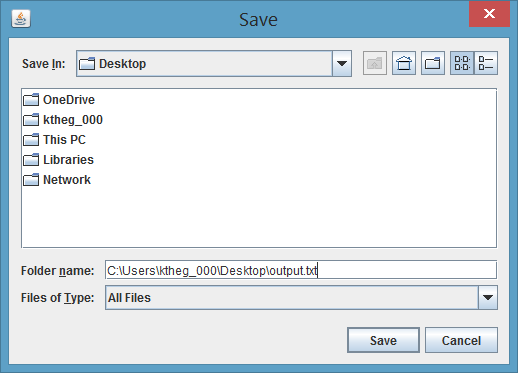 Save
Save In: Desktop
OneDrive
ktheg_000
This PC
Libraries
Network
Folder name: C:\Users\ktheg_000\Desktop\output.txt
Files of Type: All Files
Save Cancel